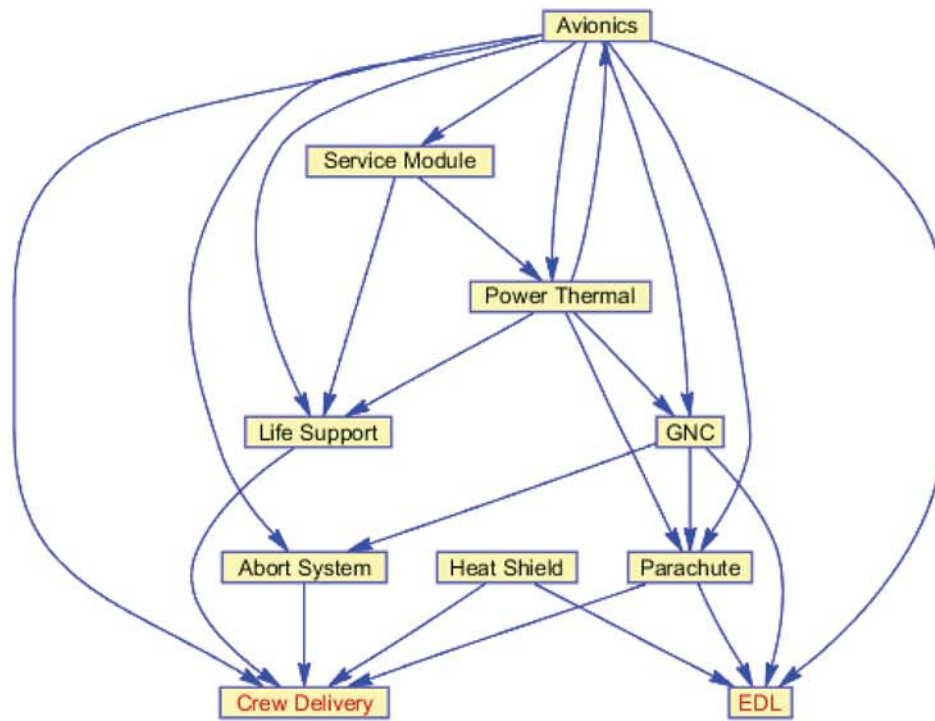 Avionics
Service Module
Power Thermal
Life Support
GNC
Abort System
Heat Shield
Parachute
Crew Delivery
EDL